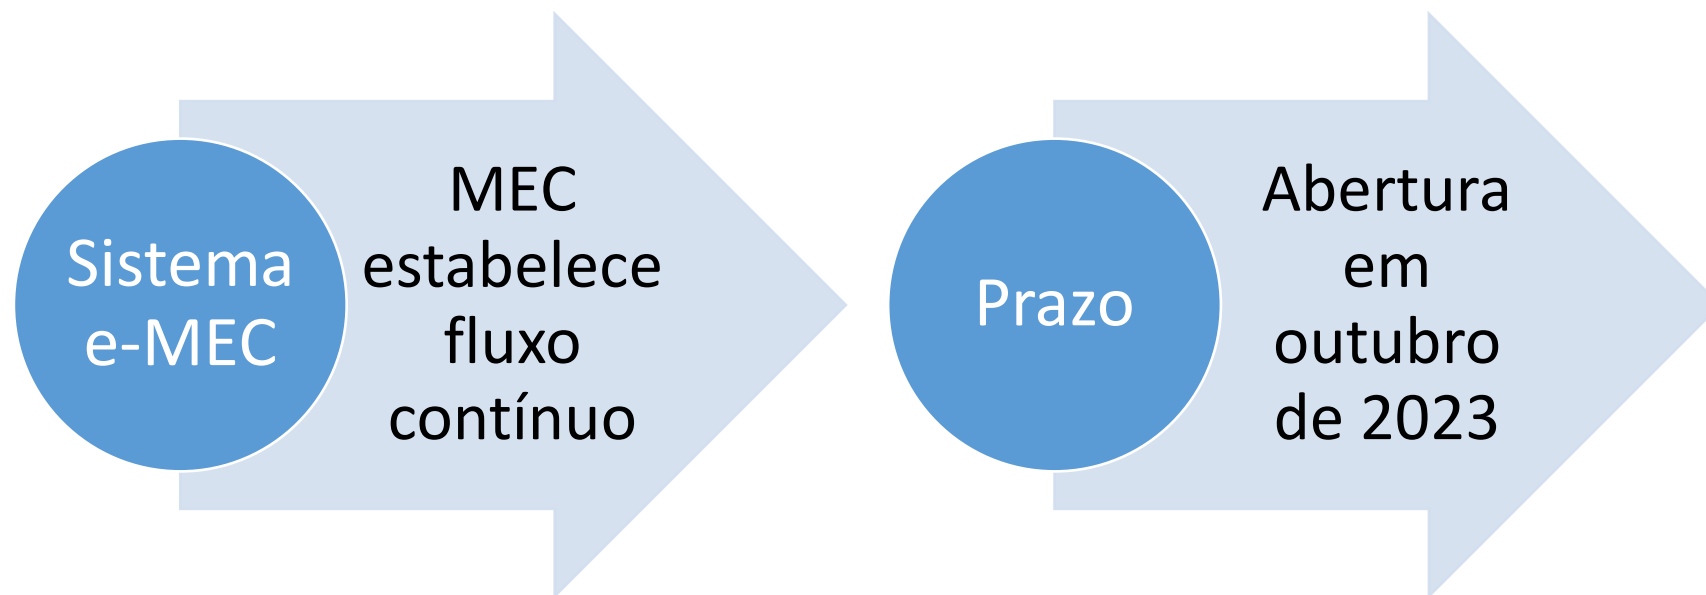 Sistema
e-MEC
MEC
estabelece
fluxo
contínuo
Prazo
Abertura
em
outubro
de 2023